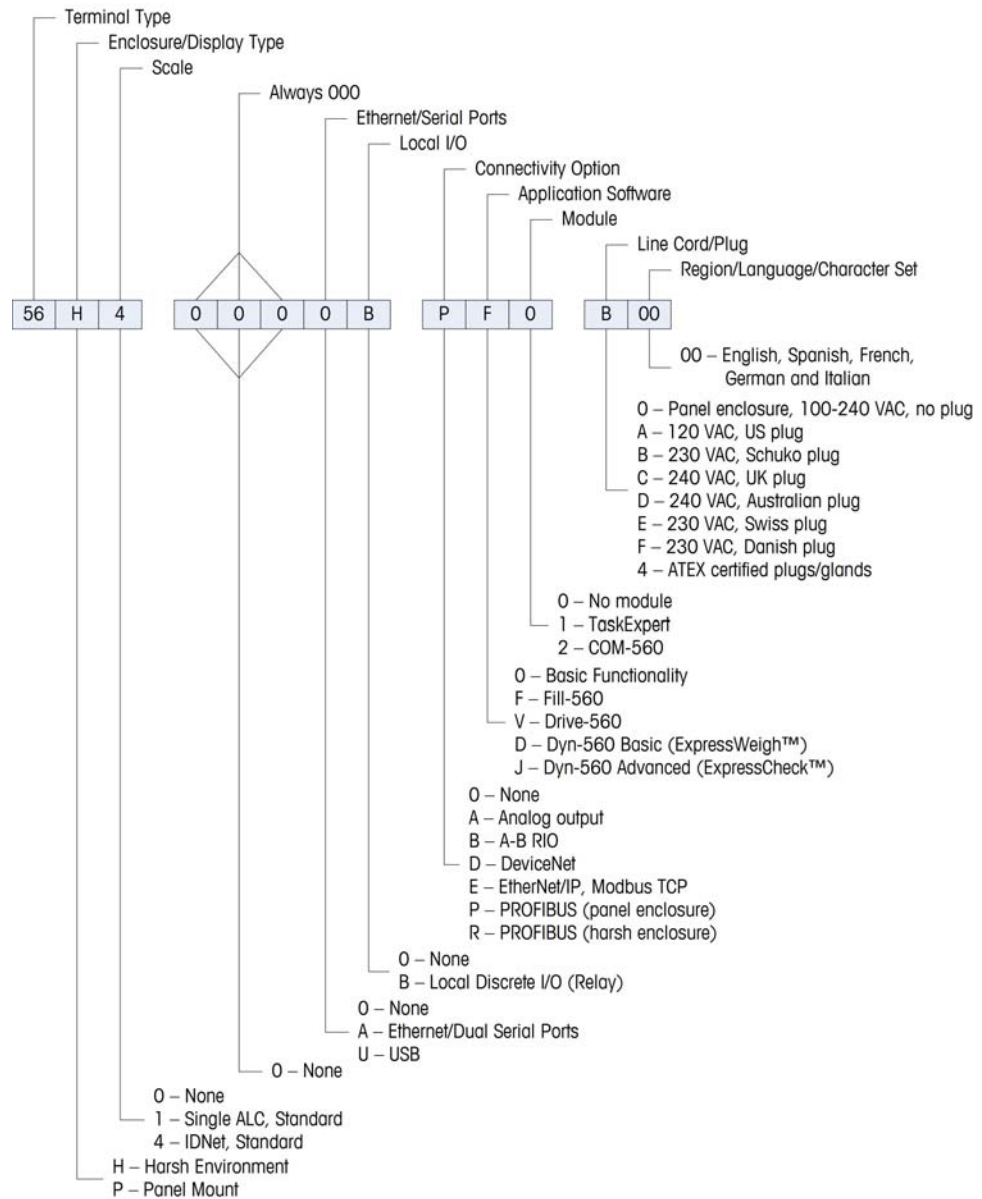 Terminal Type
Enclosure/Display Type
Scale
Always 000
Ethernet/Serial Ports
Local I/O
Connectivity Option
Application Software
Module
Line Cord/Plug
Region/Language/Character Set
56 H 4 0 0 0 0 B P F 0 B 00
00 – English, Spanish, French,
German and Italian
0 – Panel enclosure, 100-240 VAC, no plug
A – 120 VAC, US plug
B – 230 VAC, Schuko plug
C – 240 VAC, UK plug
D – 240 VAC, Australian plug
E – 230 VAC, Swiss plug
F – 230 VAC, Danish plug
4 – ATEX certified plugs/glands
0 – No module
1 – TaskExpert
2 – COM-560
0 – Basic Functionality
F – Fill-560
V – Drive-560
D – Dyn-560 Basic (ExpressWeigh™)
J – Dyn-560 Advanced (ExpressCheck™)
0 – None
A – Analog output
B – A-B RIO
D – DeviceNet
E – EtherNet/IP, Modbus TCP
P – PROFIBUS (panel enclosure)
R – PROFIBUS (harsh enclosure)
0 – None
B – Local Discrete I/O (Relay)
0 – None
A – Ethernet/Dual Serial Ports
U – USB
0 – None
0 – None
1 – Single ALC, Standard
4 – IDNet, Standard
H – Harsh Environment
P – Panel Mount